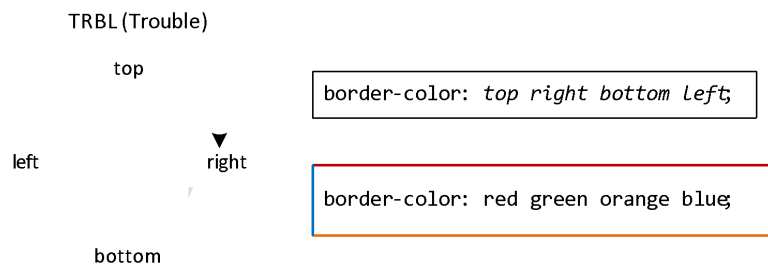 TRBL (Trouble)
top
border-color: top right bottom left;
left
right
border-color: red green orange blue;
bottom